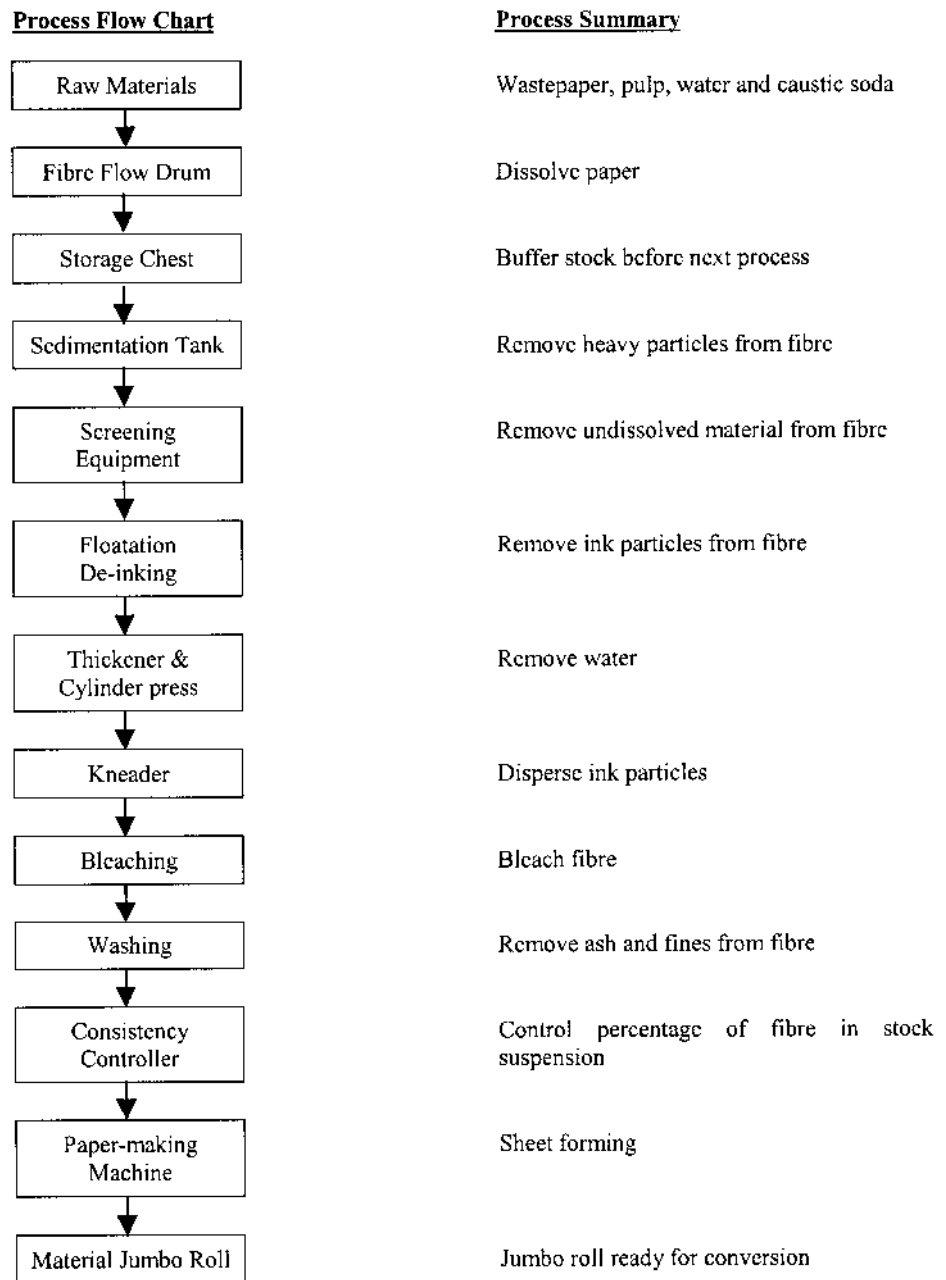 Process Flow Chart
Process Summary
Raw Materials
Wastepaper, pulp, water and caustic soda
Fibre Flow Drum
Dissolve paper
Storage Chest
Buffer stock before next process
Sedimentation Tank
Remove heavy particles from fibre
Screening
Equipment
Remove undissolved material from fibre
Floatation
De-inking
Remove ink particles from fibre
Thickener &
Cylinder press
Remove water
Kneader
Disperse ink particles
Bleaching
Bleach fibre
Washing
Remove ash and fines from fibre
Consistency
Controller
Control percentage of fibre in stock
suspension
Paper-making
Machine
Sheet forming
Material Jumbo Roll
Jumbo roll ready for conversion